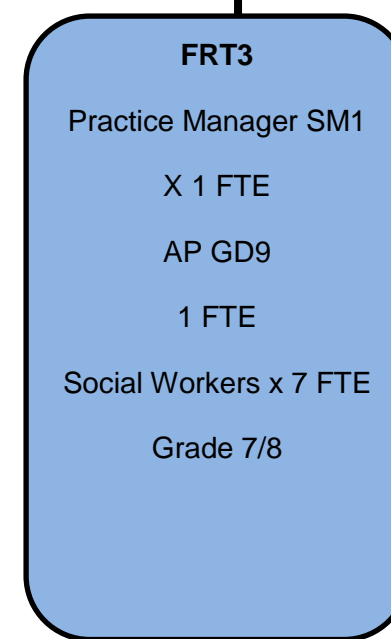 FRT3
Practice Manager SM1
X 1 FTE
AP GD9
1 FTE
Social Workers x 7 FTE
Grade 7/8